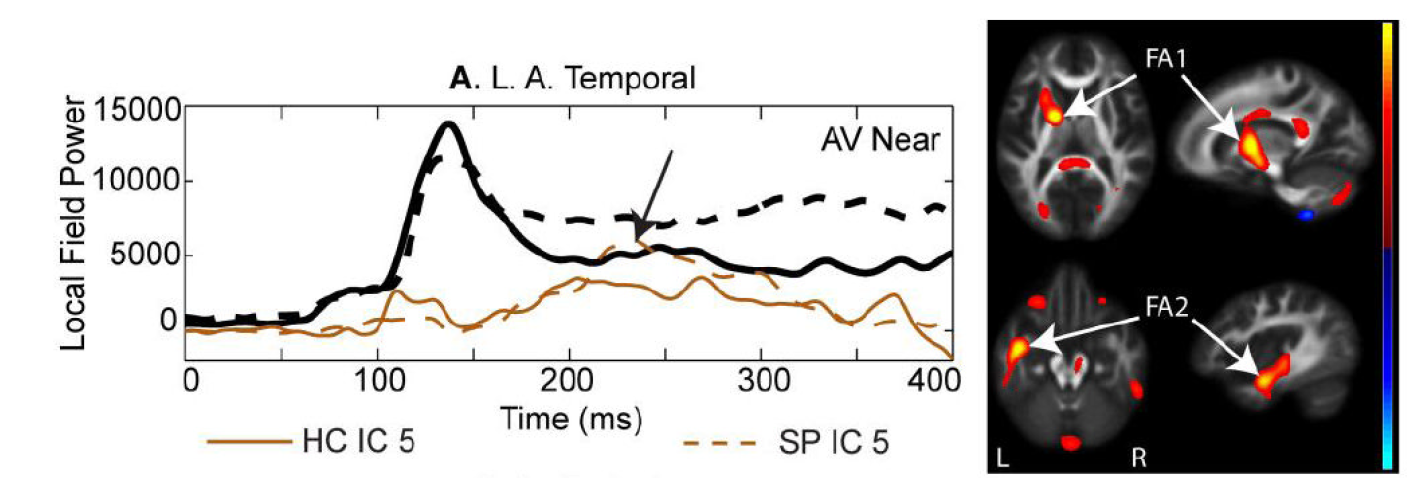 A. L. A. Temporal
Local Field Power
15000
10000
5000
0
AV Near
0 100 200 300 400
Time (ms)
HC IC 5
SP IC 5
FA1
FA2
L R